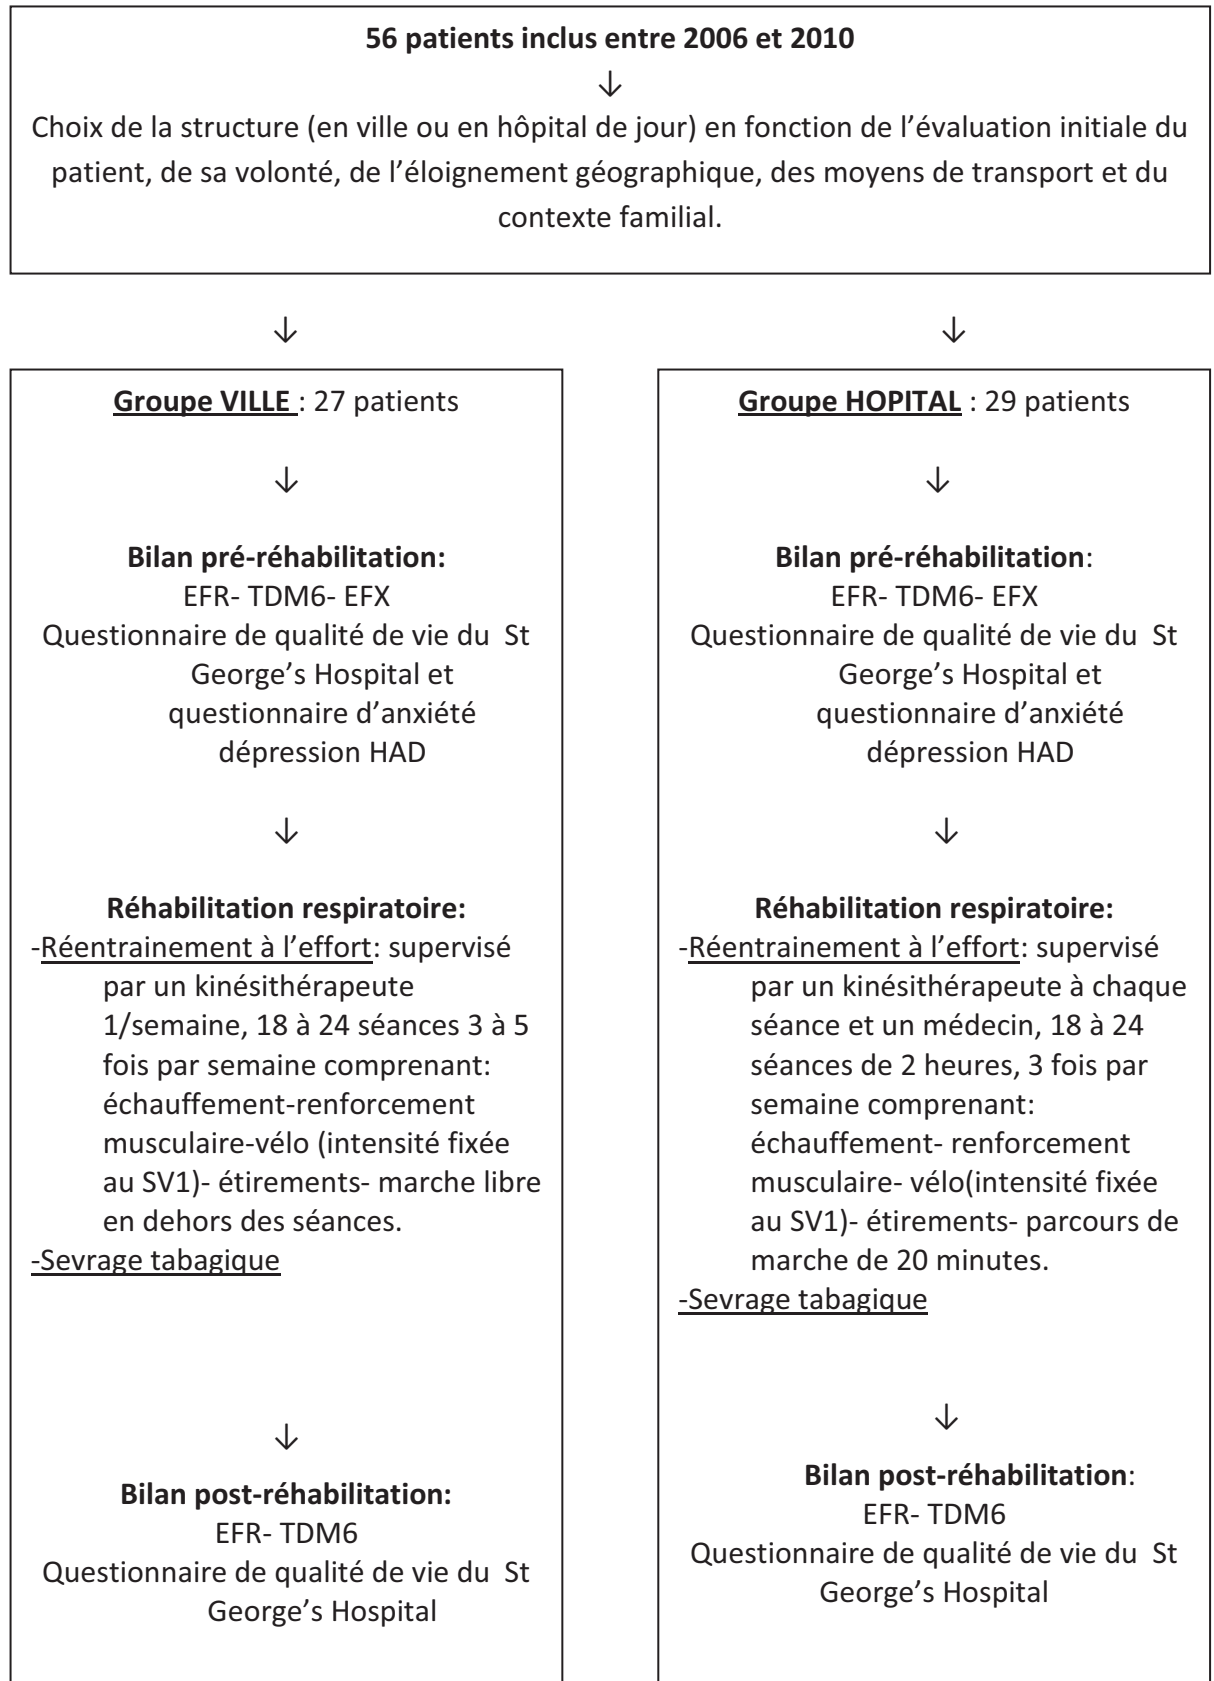 56 patients inclus entre 2006 et 2010
↓
Choix de la structure (en ville ou en hôpital de jour) en fonction de l’évaluation initiale du
patient, de sa volonté, de l’éloignement géographique, des moyens de transport et du
contexte familial.
↓
↓
Groupe VILLE : 27 patients
↓
Bilan pré-réhabilitation:
EFR- TDM6- EFX
Questionnaire de qualité de vie du St
George’s Hospital et
questionnaire d’anxiété
dépression HAD
↓
Réhabilitation respiratoire:
-Réentrainement à l’effort: supervisé
par un kinésithérapeute
1/semaine, 18 à 24 séances 3 à 5
fois par semaine comprenant:
échauffement-renforcement
musculaire-vélo (intensité fixée
au SV1)- étirements- marche libre
en dehors des séances.
-Sevrage tabagique
↓
Bilan post-réhabilitation:
EFR- TDM6
Questionnaire de qualité de vie du St
George’s Hospital
Groupe HOPITAL : 29 patients
↓
Bilan pré-réhabilitation:
EFR- TDM6- EFX
Questionnaire de qualité de vie du St
George’s Hospital et
questionnaire d’anxiété
dépression HAD
↓
Réhabilitation respiratoire:
-Réentrainement à l’effort: supervisé
par un kinésithérapeute à chaque
séance et un médecin, 18 à 24
séances de 2 heures, 3 fois par
semaine comprenant:
échauffement- renforcement
musculaire- vélo(intensité fixée
au SV1)- étirements- parcours de
marche de 20 minutes.
-Sevrage tabagique
↓
Bilan post-réhabilitation:
EFR- TDM6
Questionnaire de qualité de vie du St
George’s Hospital